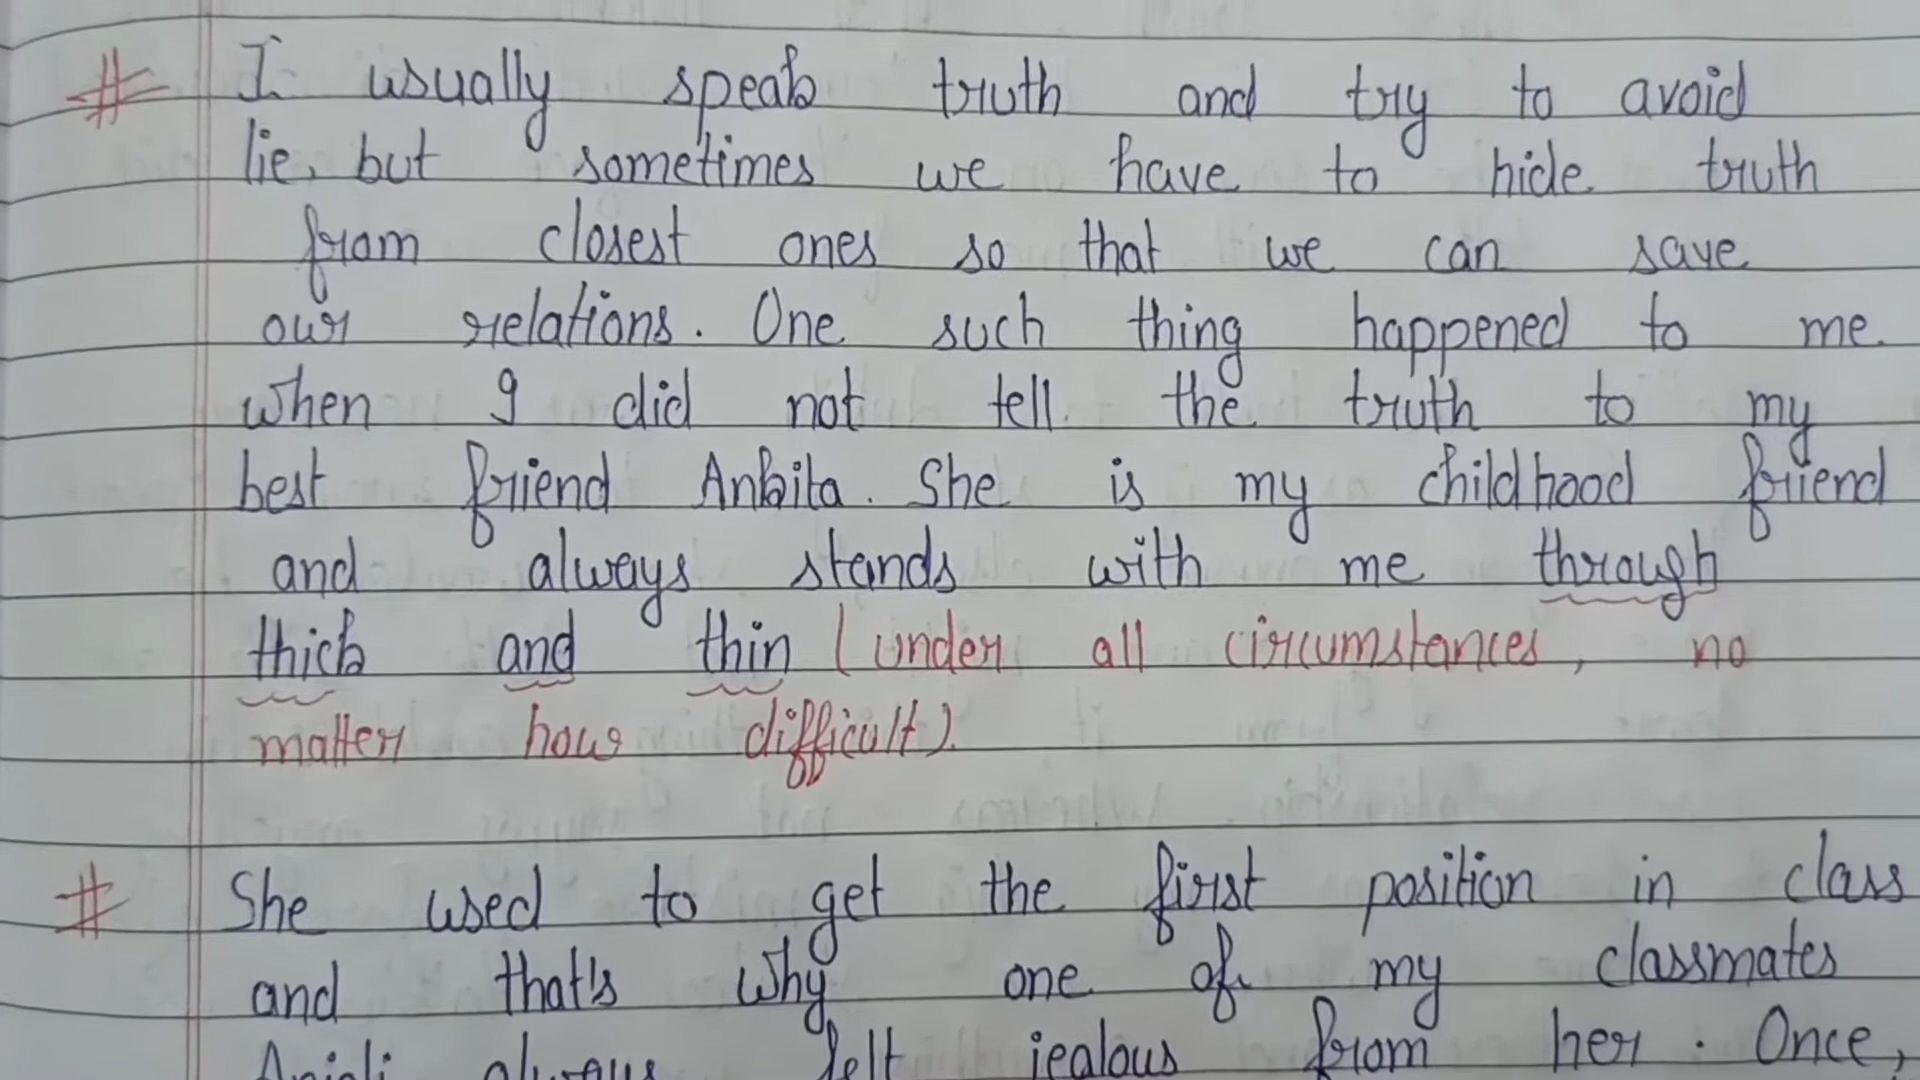 # I usually speak truth and try to avoid
lie, but sometimes we have to hide truth
from closest ones so that we can save
our relations. One such thing happened to me
when I did not tell the truth to my
best friend Ankita. She is my childhood friend
and always stands with me through
thick and thin (under all circumstances, no
matter how difficult).
# She used to get the first position in class
and that's why one of my classmates
Anjali always felt jealous from her. Once,